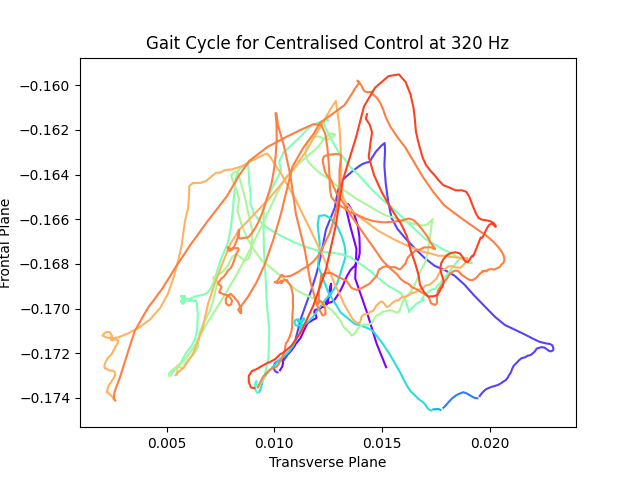 Gait Cycle for Centralised Control at 320 Hz
−0.160
−0.162
−0.164
−0.166
−0.168
−0.170
−0.172
−0.174
Frontal Plane
0.005 0.010 0.015 0.020
Transverse Plane